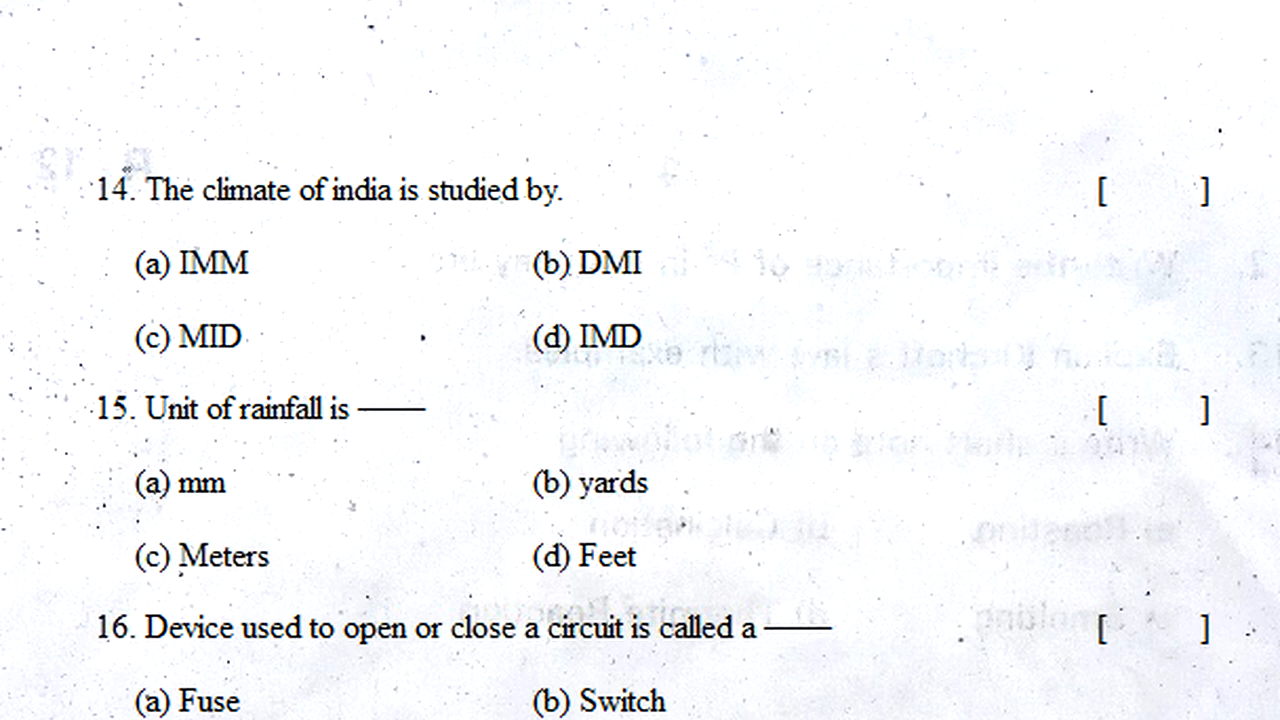 14. The climate of india is studied by. [ ]
(a) IMM (b) DMI
(c) MID (d) IMD
15. Unit of rainfall is —— [ ]
(a) mm (b) yards
(c) Meters (d) Feet
16. Device used to open or close a circuit is called a —— [ ]
(a) Fuse (b) Switch